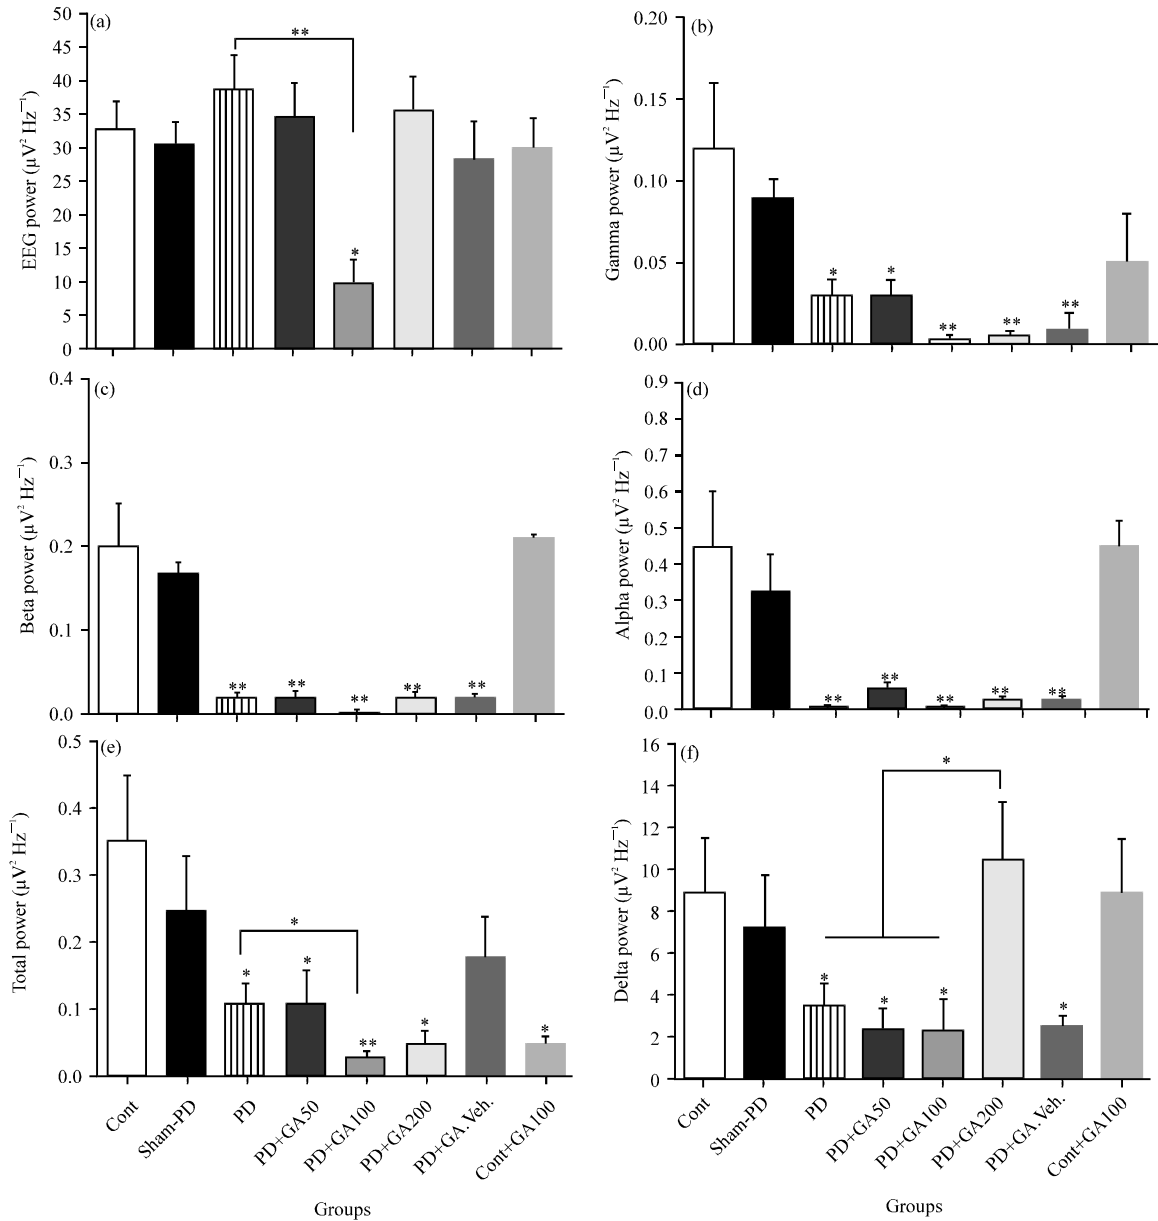 (a)
50
45
40
35
30
25
20
15
10
5
0
EEG power (µV² Hz⁻¹)
**
*
(b)
0.20
0.15
0.10
0.05
0.00
Gamma power (µV² Hz⁻¹)
*
*
**
**
**
(c)
0.4
0.3
0.2
0.1
0.0
Beta power (µV² Hz⁻¹)
**
**
**
**
**
(d)
0.9
0.8
0.7
0.6
0.5
0.4
0.3
0.2
0.1
0.0
Alpha power (µV² Hz⁻¹)
**
**
**
**
**
(e)
0.5
0.4
0.3
0.2
0.1
0.0
Total power (µV² Hz⁻¹)
*
*
*
**
*
*
Cont
Sham-PD
PD
PD+GA50
PD+GA100
PD+GA200
PD+GA.Veh.
Cont+GA100
Groups
(f)
16
14
12
10
8
6
4
2
0
Delta power (µV² Hz⁻¹)
*
*
*
*
*
Cont
Sham-PD
PD
PD+GA50
PD+GA100
PD+GA200
PD+GA.Veh.
Cont+GA100
Groups